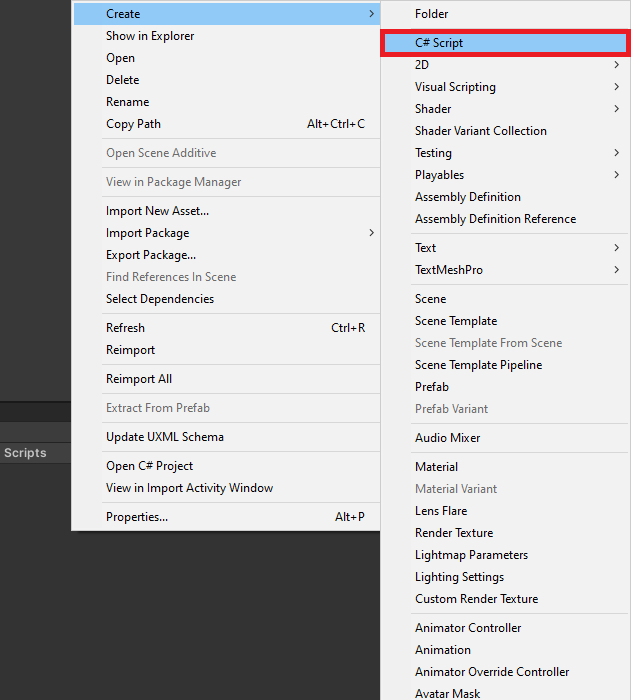 Create
Show in Explorer
Open
Delete
Rename
Copy Path Alt+Ctrl+C
Open Scene Additive
View in Package Manager
Import New Asset...
Import Package
Export Package...
Find References In Scene
Select Dependencies
Refresh Ctrl+R
Reimport
Reimport All
Extract From Prefab
Update UXML Schema
Open C# Project
View in Import Activity Window
Properties... Alt+P
Scripts
Folder
C# Script
2D
Visual Scripting
Shader
Shader Variant Collection
Testing
Playables
Assembly Definition
Assembly Definition Reference
Text
TextMeshPro
Scene
Scene Template
Scene Template From Scene
Scene Template Pipeline
Prefab
Prefab Variant
Audio Mixer
Material
Material Variant
Lens Flare
Render Texture
Lightmap Parameters
Lighting Settings
Custom Render Texture
Animator Controller
Animation
Animator Override Controller
Avatar Mask